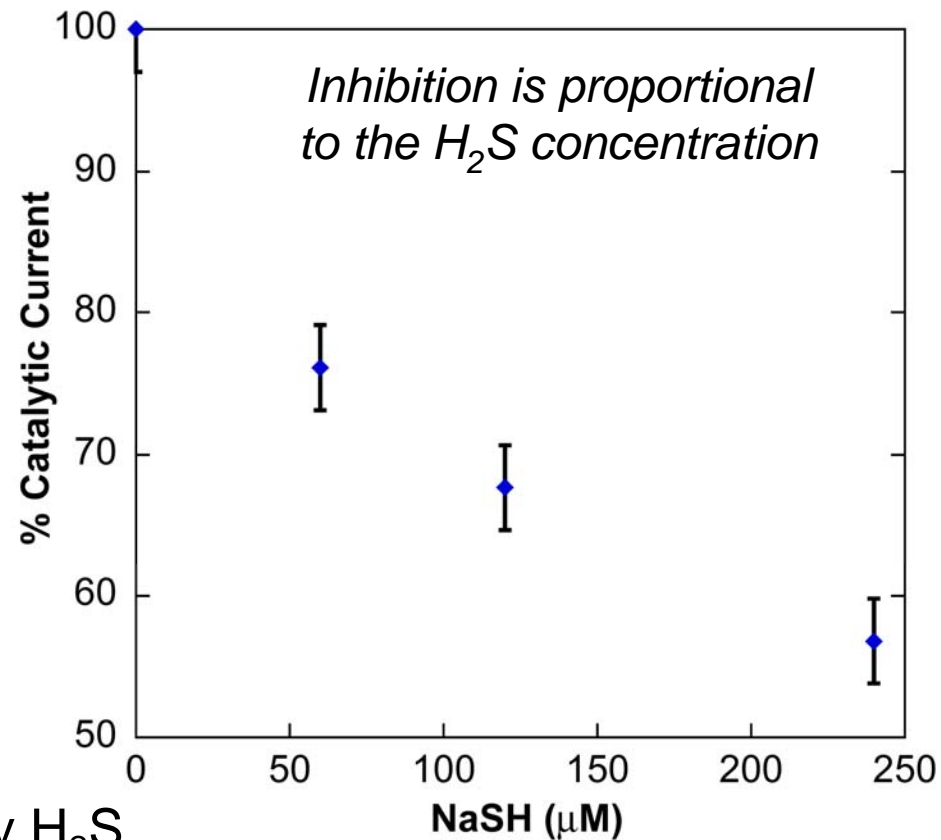 100
Inhibition is proportional
to the H₂S concentration
90
80
70
60
50
% Catalytic Current
0 50 100 150 200 250
NaSH (μM)
H₂S